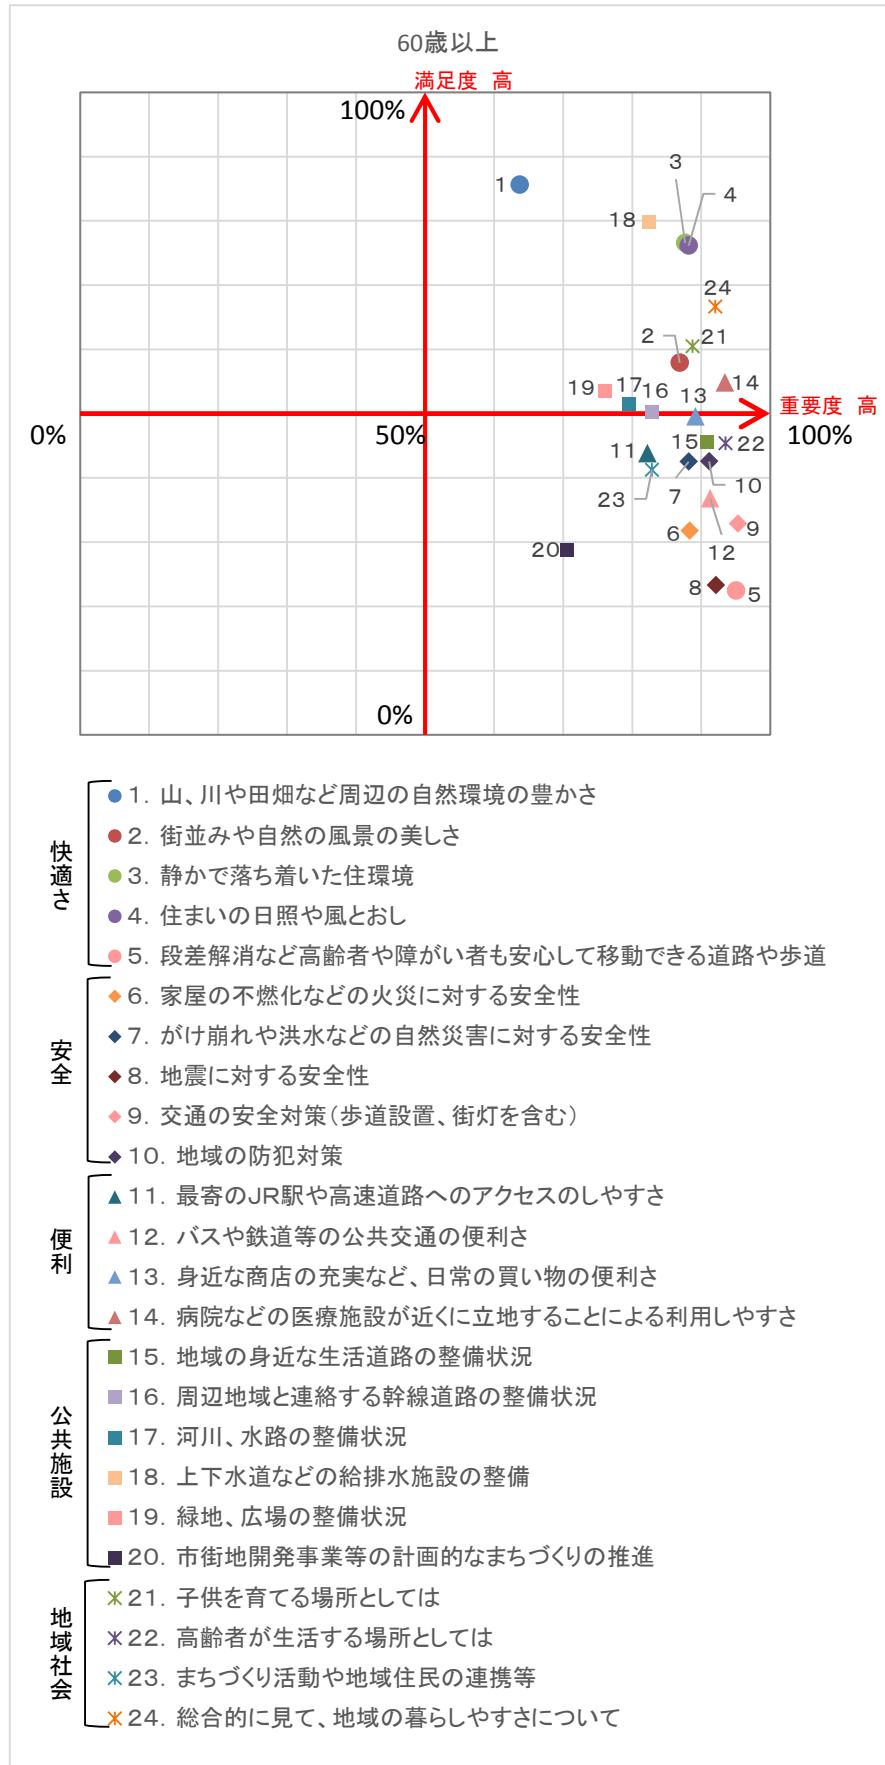 60歳以上
満足度 高
100%
3
1
4
18
24
2
21
19
17
16
13
14
重要度 高
0%
50%
100%
11
15
22
23
7
10
6
12
9
20
8
5
0%
快適さ
1. 山、川や田畑など周辺の自然環境の豊かさ
2. 街並みや自然の風景の美しさ
3. 静かで落ち着いた住環境
4. 住まいの日照や風とおし
5. 段差解消など高齢者や障がい者も安心して移動できる道路や歩道
安全
6. 家屋の不燃化などの火災に対する安全性
7. がけ崩れや洪水などの自然災害に対する安全性
8. 地震に対する安全性
9. 交通の安全対策(歩道設置、街灯を含む)
10. 地域の防犯対策
便利
11. 最寄のJR駅や高速道路へのアクセスのしやすさ
12. バスや鉄道等の公共交通の便利さ
13. 身近な商店の充実など、日常の買い物の便利さ
14. 病院などの医療施設が近くに立地することによる利用しやすさ
公共施設
15. 地域の身近な生活道路の整備状況
16. 周辺地域と連絡する幹線道路の整備状況
17. 河川、水路の整備状況
18. 上下水道などの給排水施設の整備
19. 緑地、広場の整備状況
20. 市街地開発事業等の計画的なまちづくりの推進
地域社会
21. 子供を育てる場所としては
22. 高齢者が生活する場所としては
23. まちづくり活動や地域住民の連携等
24. 総合的に見て、地域の暮らしやすさについて